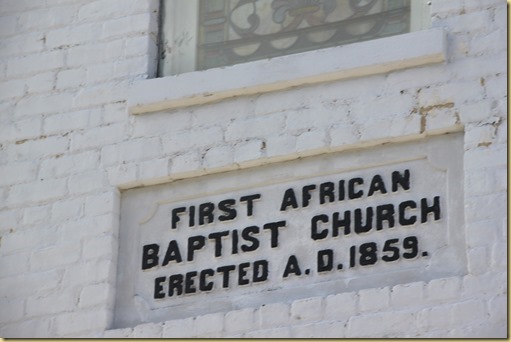 FIRST AFRICAN
BAPTIST CHURCH
ERECTED A.D. 1859.